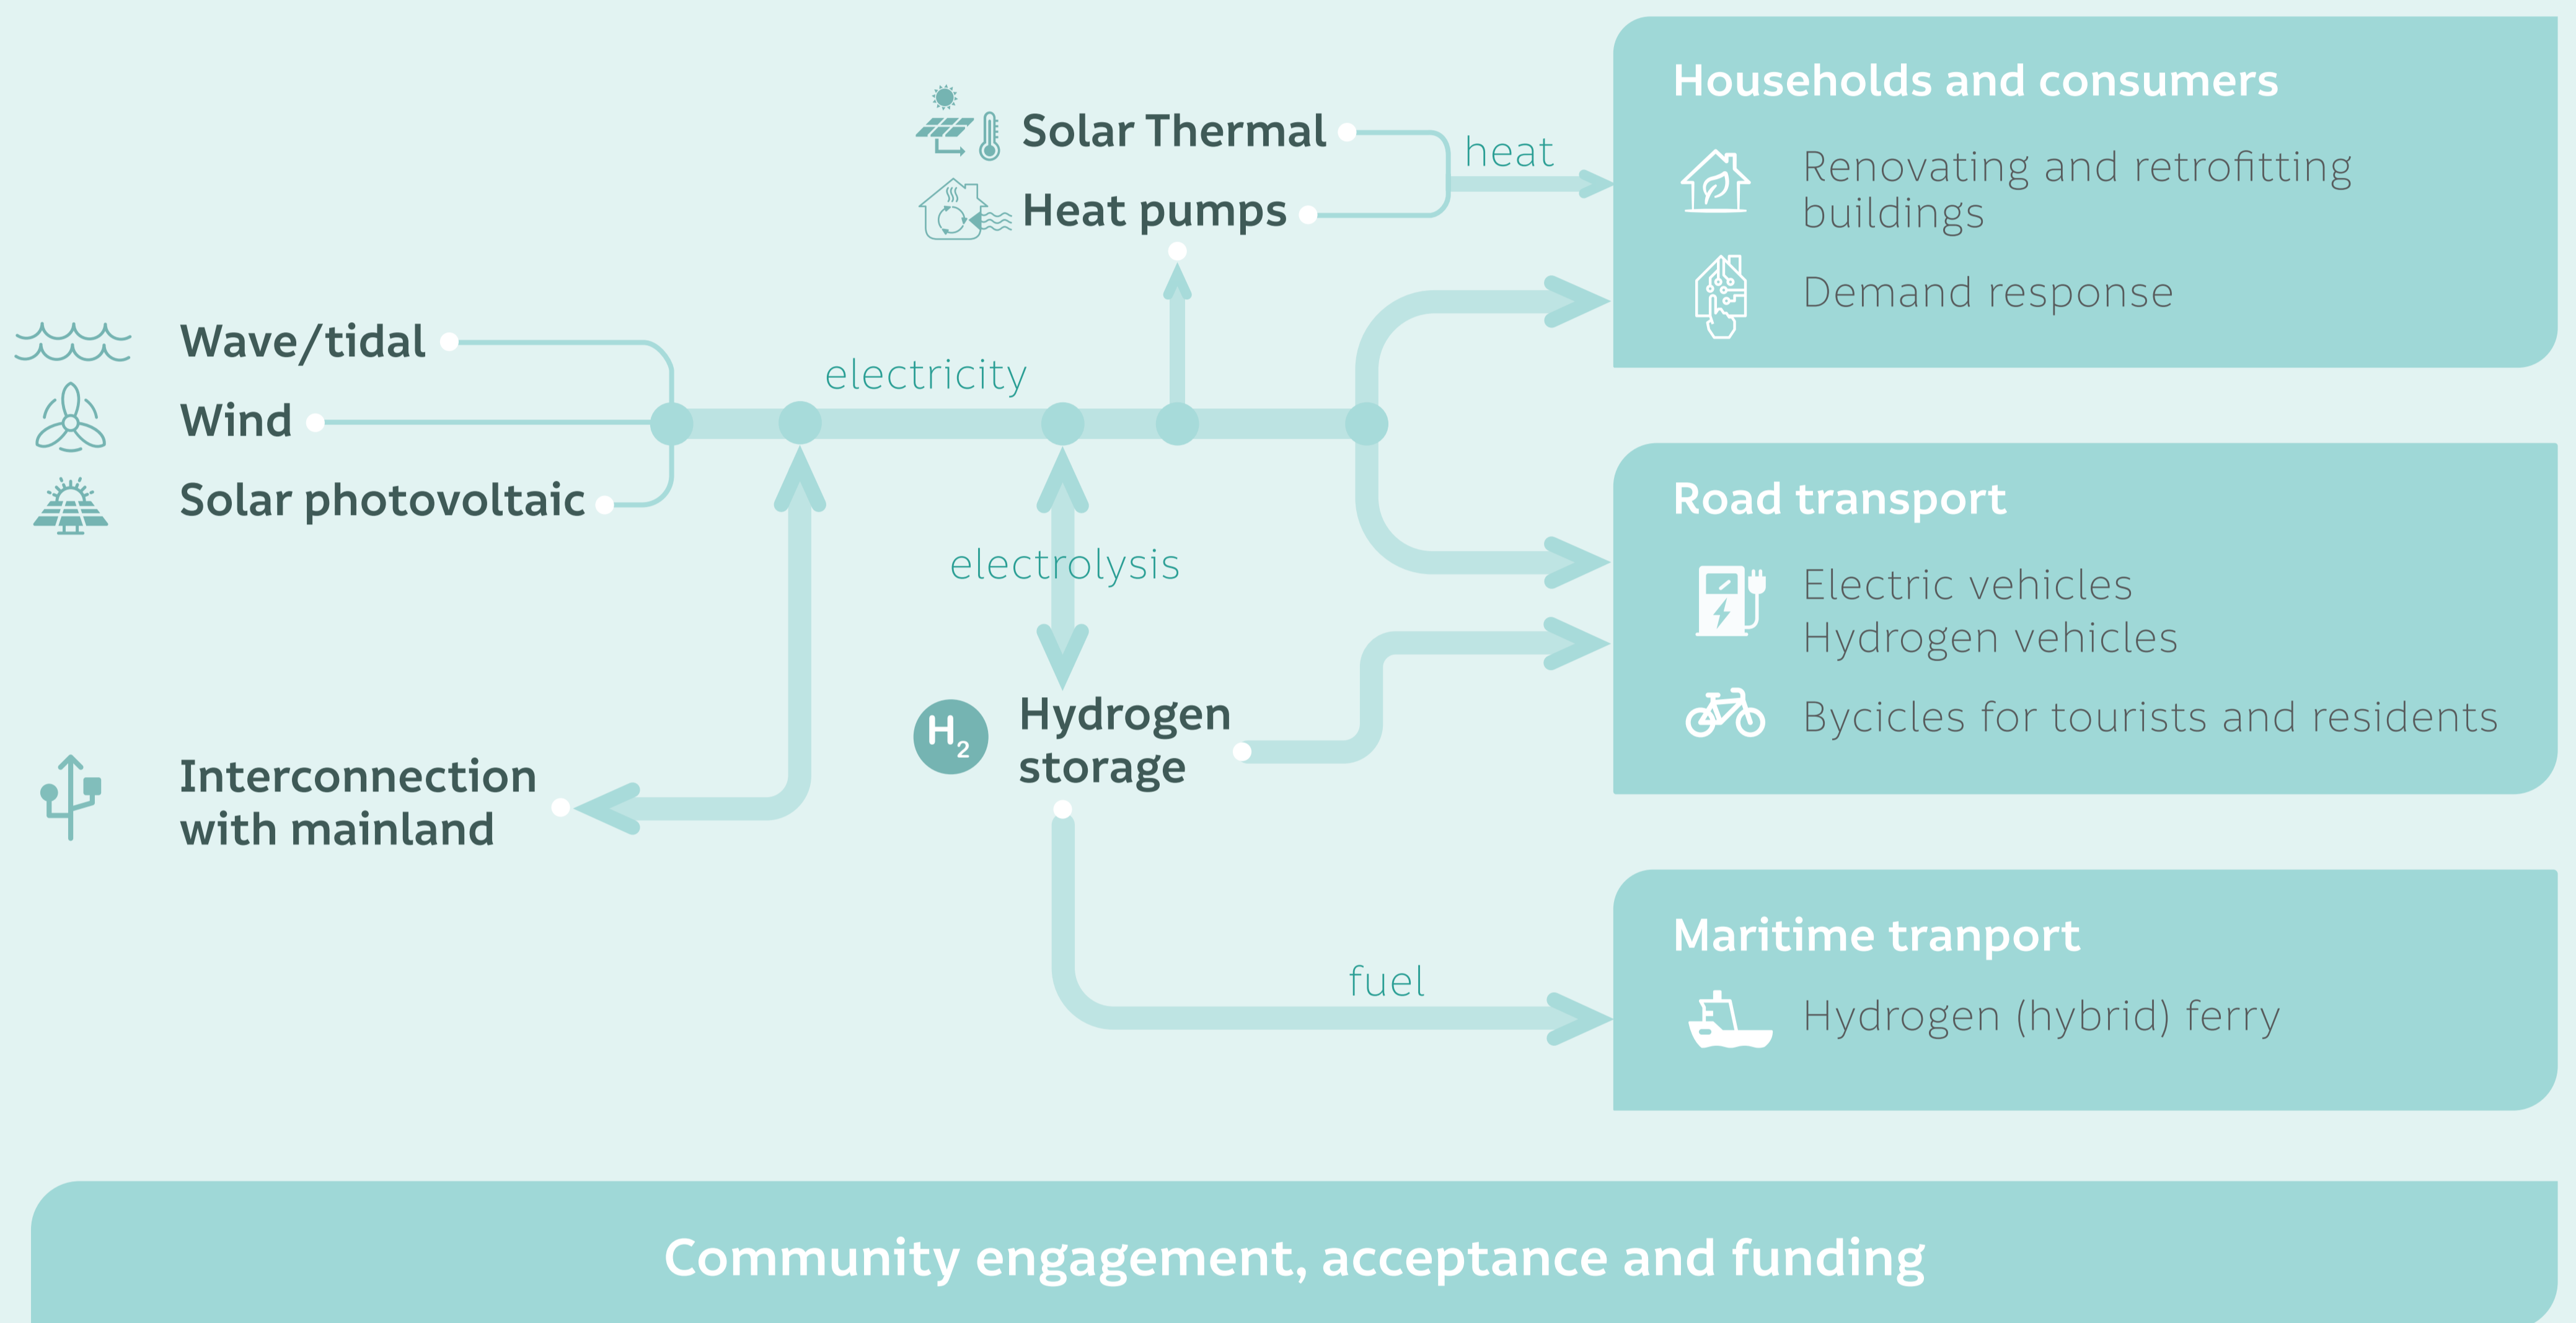 Solar Thermal
Heat pumps
heat
Wave/tidal
Wind
Solar photovoltaic
electricity
electrolysis
Interconnection
with mainland
H2
Hydrogen
storage
fuel
Households and consumers
Renovating and retrofitting
buildings
Demand response
Road transport
Electric vehicles
Hydrogen vehicles
Bycicles for tourists and residents
Maritime tranport
Hydrogen (hybrid) ferry
Community engagement, acceptance and funding